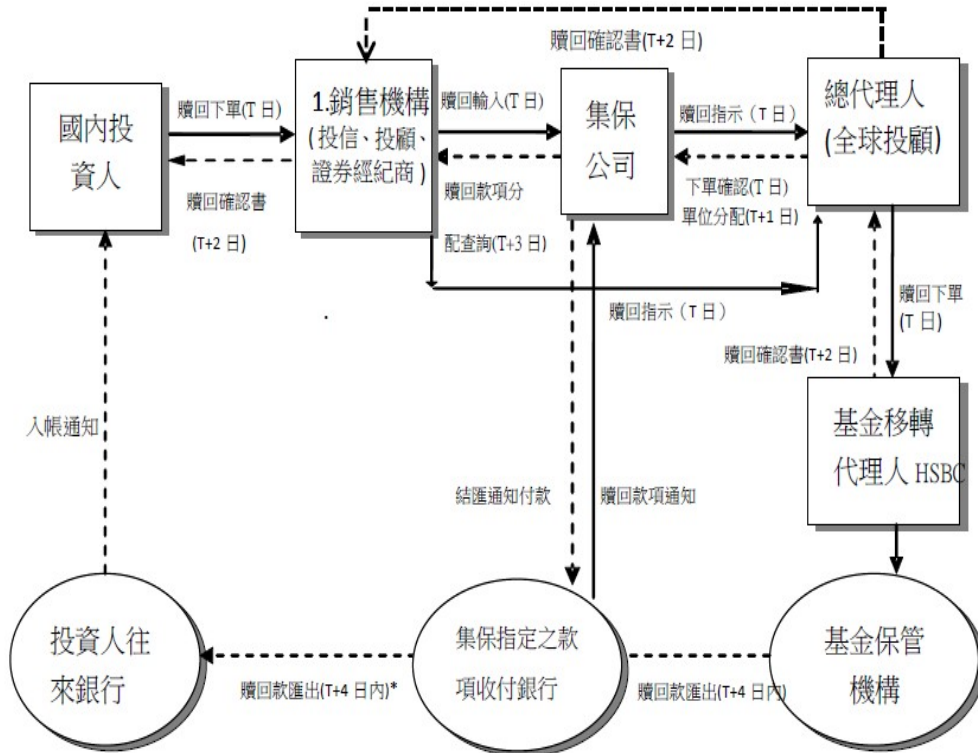 贖回確認書(T+2 日)
國內投
資人
贖回下單(T 日)
贖回確認書
(T+2 日)
1.銷售機構
(投信、投顧、
證券經紀商)
贖回輸入(T 日)
贖回款項分
配查詢(T+3 日)
集保
公司
贖回指示(T 日)
下單確認(T 日)
單位分配(T+1 日)
總代理人
(全球投顧)
贖回指示(T 日)
贖回下單
(T 日)
贖回確認書(T+2 日)
基金移轉
代理人 HSBC
入帳通知
結匯通知付款
贖回款項通知
投資人往
來銀行
贖回款匯出(T+4 日內)*
集保指定之款
項收付銀行
贖回款匯出(T+4 日內)
基金保管
機構